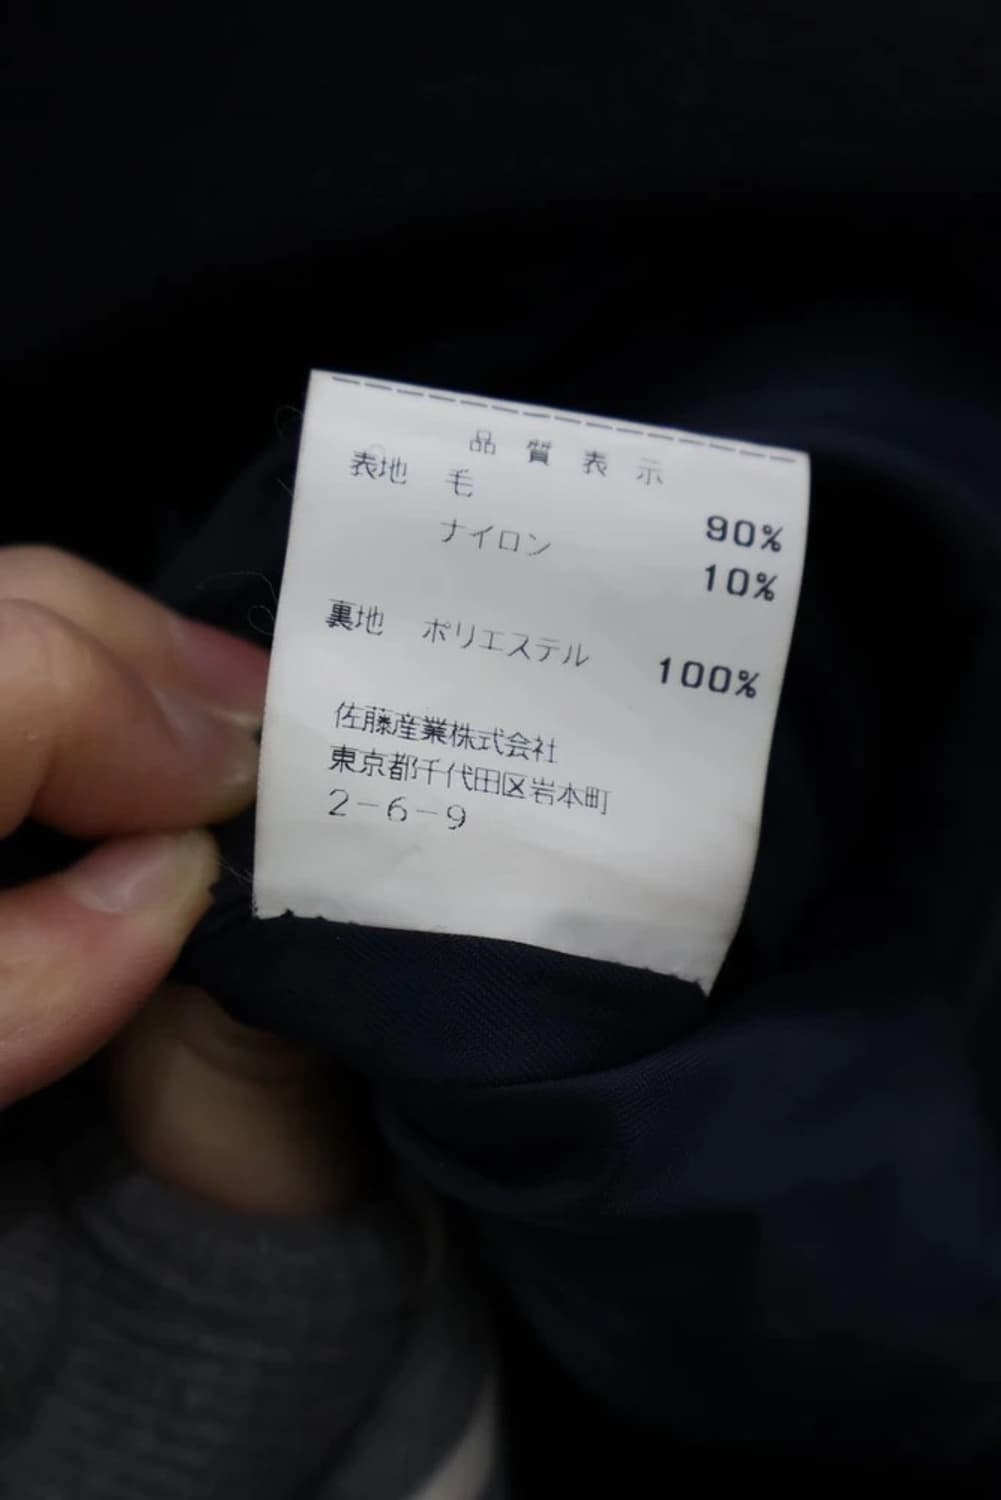 品質表示
表地 毛 90%
ナイロン 10%
裏地 ポリエステル 100%
佐藤産業株式会社
東京都千代田区岩本町
2-6-9